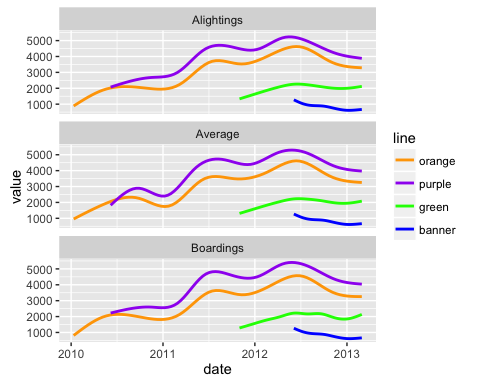 Alightings
5000
4000
3000
2000
1000
Average
5000
4000
3000
2000
1000
Boardings
5000
4000
3000
2000
1000
2010 2011 2012 2013
date
value
line
orange
purple
green
banner